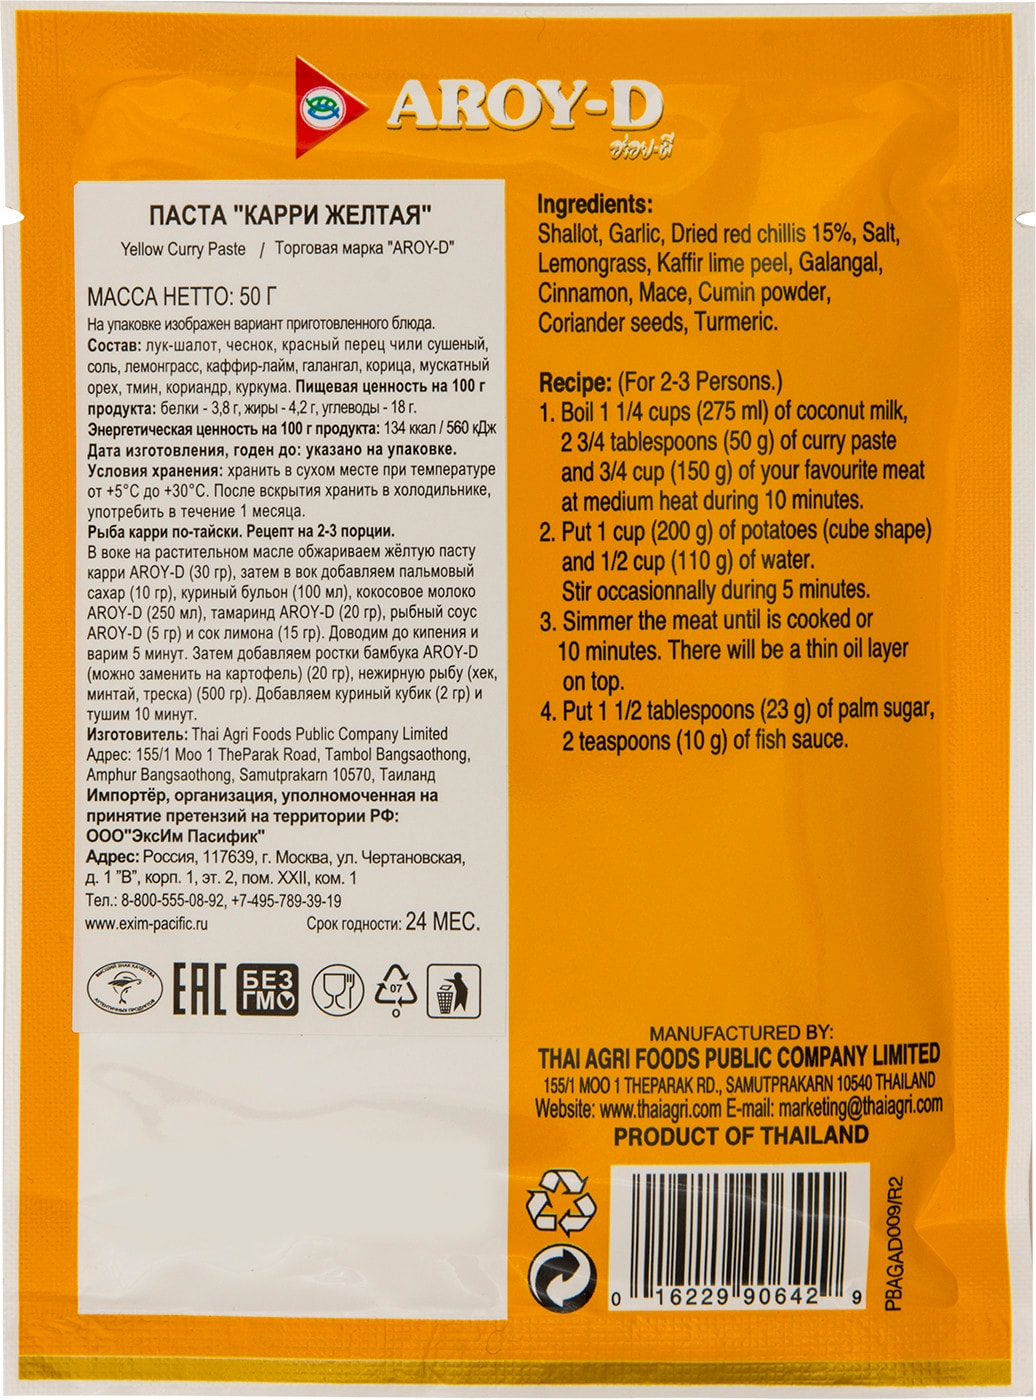 AROY-D
อร่อย-ดี
ПАСТА "КАРРИ ЖЕЛТАЯ"
Yellow Curry Paste / Торговая марка "AROY-D"
МАССА НЕТТО: 50 Г
На упаковке изображен вариант приготовленного блюда.
Состав: лук-шалот, чеснок, красный перец чили сушеный,
соль, лемонграсс, каффир-лайм, галангал, корица, мускатный
орех, тмин, кориандр, куркума. Пищевая ценность на 100 г
продукта: белки - 3,8 г, жиры - 4,2 г, углеводы - 18 г.
Энергетическая ценность на 100 г продукта: 134 ккал / 560 кДж
Дата изготовления, годен до: указано на упаковке.
Условия хранения: хранить в сухом месте при температуре
от +5°C до +30°C. После вскрытия хранить в холодильнике,
употребить в течение 1 месяца.
Рыба карри по-тайски. Рецепт на 2-3 порции.
В воке на растительном масле обжариваем жёлтую пасту
карри AROY-D (30 гр), затем в вок добавляем пальмовый
сахар (10 гр), куриный бульон (100 мл), кокосовое молоко
AROY-D (250 мл), тамаринд AROY-D (20 гр), рыбный соус
AROY-D (5 гр) и сок лимона (15 гр). Доводим до кипения и
варим 5 минут. Затем добавляем ростки бамбука AROY-D
(можно заменить на картофель) (20 гр), нежирную рыбу (хек,
минтай, треска) (500 гр). Добавляем куриный кубик (2 гр) и
тушим 10 минут.
Изготовитель: Thai Agri Foods Public Company Limited
Адрес: 155/1 Moo 1 TheParak Road, Tambol Bangsaothong,
Amphur Bangsaothong, Samutprakarn 10570, Таиланд
Импортёр, организация, уполномоченная на
принятие претензий на территории РФ:
ООО"ЭксИм Пасифик"
Адрес: Россия, 117639, г. Москва, ул. Чертановская,
д. 1 "В", корп. 1, эт. 2, пом. XXII, ком. 1
Тел.: 8-800-555-08-92, +7-495-789-39-19
www.exim-pacific.ru Срок годности: 24 МЕС.
ВЫСШИЙ ЗНАК КАЧЕСТВА
АУТЕНТИЧНЫХ ПРОДУКТОВ
EAC
БЕЗ
ГМО
07
O
Ingredients:
Shallot, Garlic, Dried red chillis 15%, Salt,
Lemongrass, Kaffir lime peel, Galangal,
Cinnamon, Mace, Cumin powder,
Coriander seeds, Turmeric.
Recipe: (For 2-3 Persons.)
1. Boil 1 1/4 cups (275 ml) of coconut milk,
2 3/4 tablespoons (50 g) of curry paste
and 3/4 cup (150 g) of your favourite meat
at medium heat during 10 minutes.
2. Put 1 cup (200 g) of potatoes (cube shape)
and 1/2 cup (110 g) of water.
Stir occasionnally during 5 minutes.
3. Simmer the meat until is cooked or
10 minutes. There will be a thin oil layer
on top.
4. Put 1 1/2 tablespoons (23 g) of palm sugar,
2 teaspoons (10 g) of fish sauce.
MANUFACTURED BY:
THAI AGRI FOODS PUBLIC COMPANY LIMITED
155/1 MOO 1 THEPARAK RD., SAMUTPRAKARN 10540 THAILAND
Website: www.thaiagri.com E-mail: marketing@thaiagri.com
PRODUCT OF THAILAND
0 16229 90642 9
PBAGAD009/R2